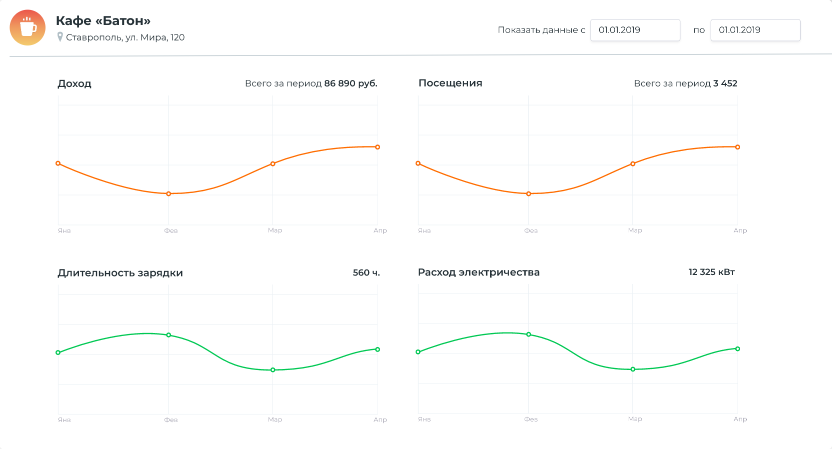 Кафе «Батон»
Ставрополь, ул. Мира, 120
Показать данные с 01.01.2019 по 01.01.2019
Доход Всего за период 86 890 руб.
Посещения Всего за период 3 452
Янв Фев Мар Апр
Янв Фев Мар Апр
Длительность зарядки 560 ч.
Расход электричества 12 325 кВт
Янв Фев Мар Апр
Янв Фев Мар Апр